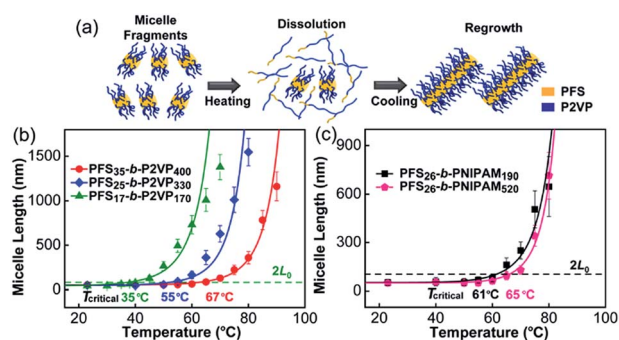 (a)
Micelle
Fragments
Dissolution
Regrowth
Heating
Cooling
PFS
P2VP
(b)
Micelle Length (nm)
1500
1000
500
0
PFS35-b-P2VP400
PFS25-b-P2VP330
PFS17-b-P2VP170
2L0
Tcritical 35°C 55°C 67°C
20 40 60 80
Temperature (°C)
(c)
Micelle Length (nm)
900
600
300
0
PFS26-b-PNIPAM190
PFS26-b-PNIPAM520
2L0
Tcritical 61°C 65°C
20 40 60 80 100
Temperature (°C)